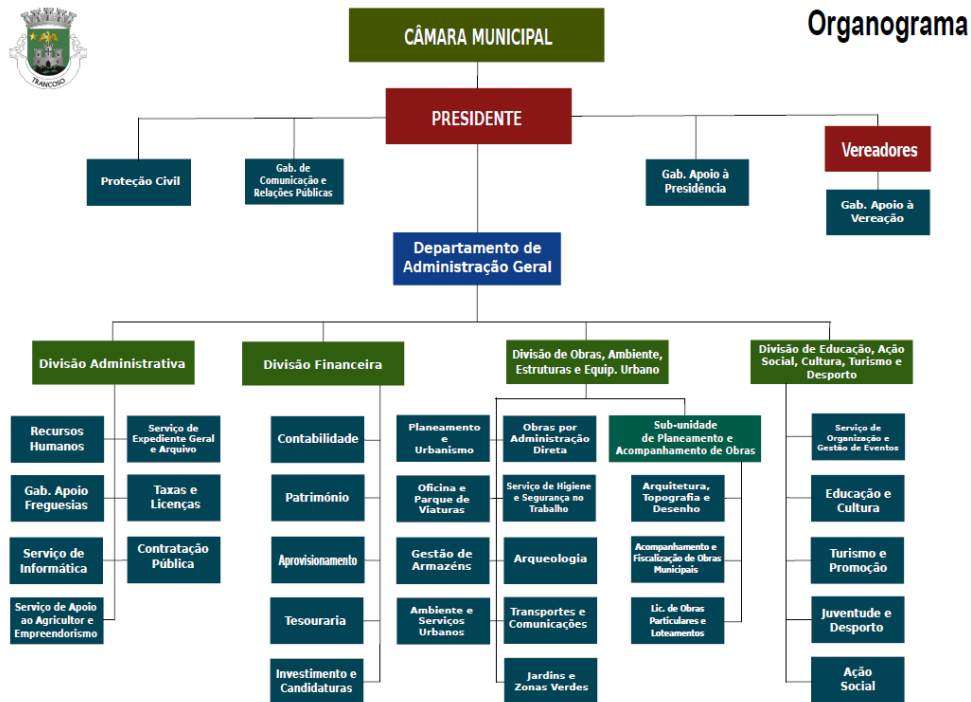 Organograma
TRANCOSO
CÂMARA MUNICIPAL
PRESIDENTE
Proteção Civil
Gab. de
Comunicação e
Relações Públicas
Gab. Apoio à
Presidência
Vereadores
Gab. Apoio à
Vereação
Departamento de
Administração Geral
Divisão Administrativa
Divisão Financeira
Divisão de Obras, Ambiente,
Estruturas e Equip. Urbano
Divisão de Educação, Ação
Social, Cultura, Turismo e
Desporto
Recursos
Humanos
Serviço de
Expediente Geral
e Arquivo
Gab. Apoio
Freguesias
Taxas e
Licenças
Serviço de
Informática
Contratação
Pública
Serviço de Apoio
ao Agricultor e
Empreendorismo
Contabilidade
Património
Aprovisionamento
Tesouraria
Investimento e
Candidaturas
Planeamento
e
Urbanismo
Obras por
Administração
Direta
Oficina e
Parque de
Viaturas
Serviço de Higiene
e Segurança no
Trabalho
Gestão de
Armazéns
Arqueologia
Ambiente e
Serviços
Urbanos
Transportes e
Comunicações
Jardins e
Zonas Verdes
Sub-unidade
de Planeamento e
Acompanhamento de Obras
Arquitetura,
Topografia e
Desenho
Acompanhamento e
Fiscalização de Obras
Municipais
Lic. de Obras
Particulares e
Loteamentos
Serviço de
Organização e
Gestão de Eventos
Educação e
Cultura
Turismo e
Promoção
Juventude e
Desporto
Ação
Social